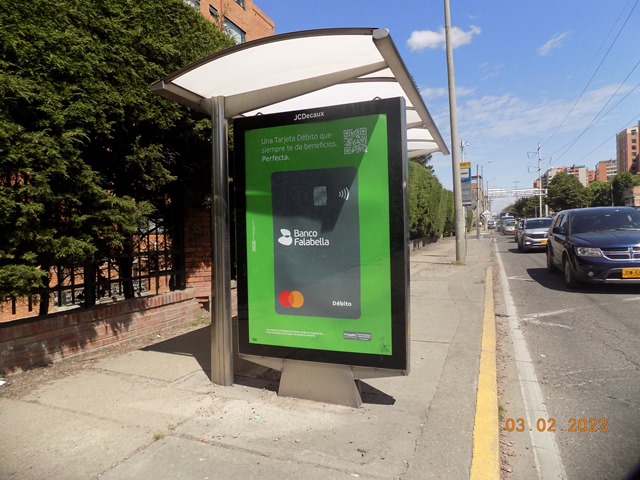 JCDecaux
Una Tarjeta Débito que
siempre te da beneficios.
Perfecta.
Banco
Falabella
Débito
03.02.2023